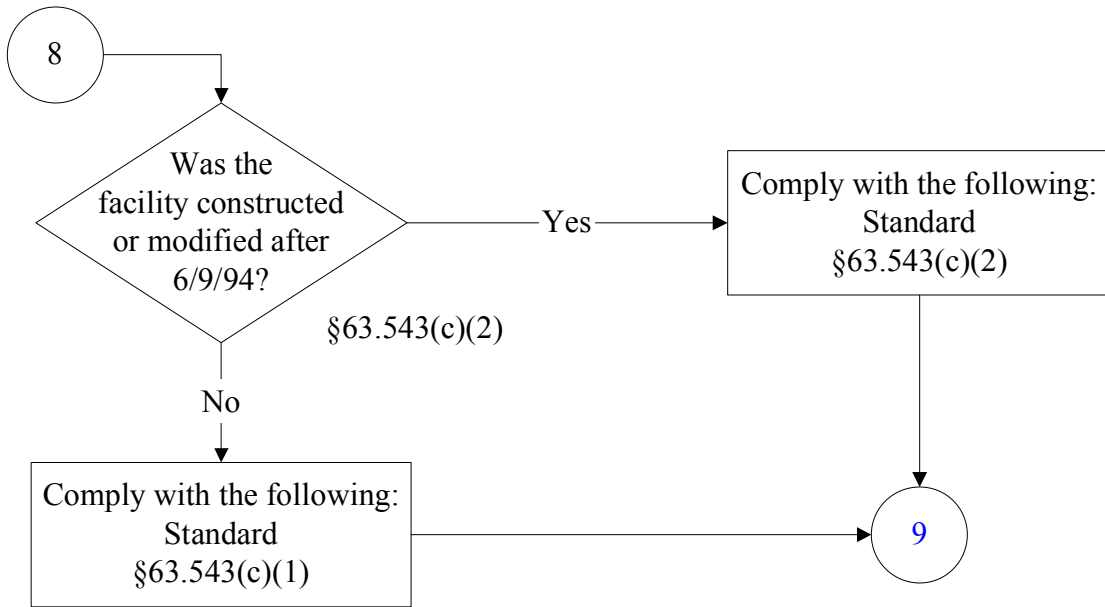 8
Was the
facility constructed
or modified after
6/9/94?
§63.543(c)(2)
Yes
Comply with the following:
Standard
§63.543(c)(2)
No
Comply with the following:
Standard
§63.543(c)(1)
9